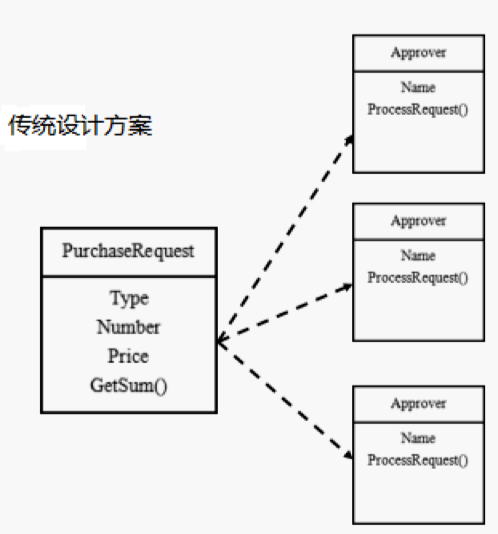 传统设计方案
PurchaseRequest
Type
Number
Price
GetSum()
Approver
Name
ProcessRequest()
Approver
Name
ProcessRequest()
Approver
Name
ProcessRequest()